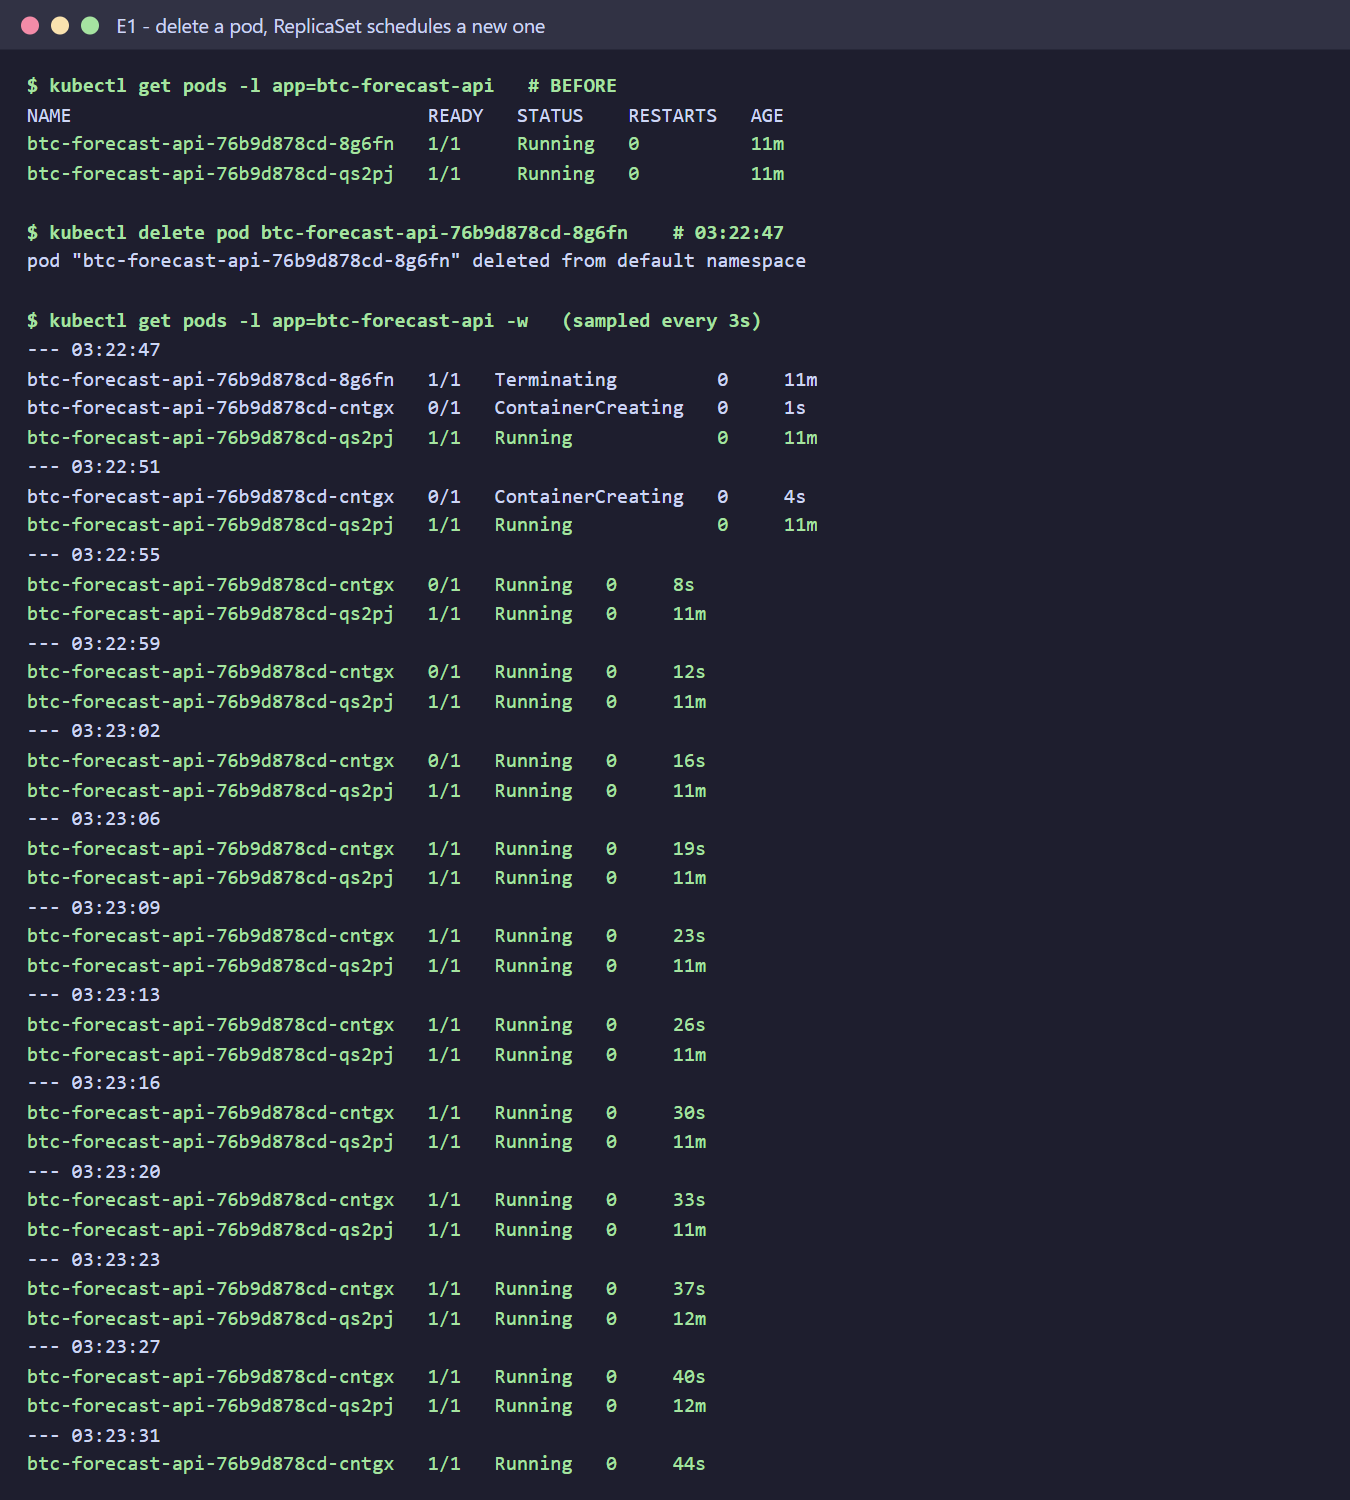 E1 - delete a pod, ReplicaSet schedules a new one
$ kubectl get pods -l app=btc-forecast-api   # BEFORE
NAME                                READY   STATUS    RESTARTS   AGE
btc-forecast-api-76b9d878cd-8g6fn   1/1     Running   0          11m
btc-forecast-api-76b9d878cd-qs2pj   1/1     Running   0          11m
$ kubectl delete pod btc-forecast-api-76b9d878cd-8g6fn    # 03:22:47
pod "btc-forecast-api-76b9d878cd-8g6fn" deleted from default namespace
$ kubectl get pods -l app=btc-forecast-api -w   (sampled every 3s)
--- 03:22:47
btc-forecast-api-76b9d878cd-8g6fn   1/1   Terminating         0     11m
btc-forecast-api-76b9d878cd-cntgx   0/1   ContainerCreating   0     1s
btc-forecast-api-76b9d878cd-qs2pj   1/1   Running             0     11m
--- 03:22:51
btc-forecast-api-76b9d878cd-cntgx   0/1   ContainerCreating   0     4s
btc-forecast-api-76b9d878cd-qs2pj   1/1   Running             0     11m
--- 03:22:55
btc-forecast-api-76b9d878cd-cntgx   0/1   Running   0     8s
btc-forecast-api-76b9d878cd-qs2pj   1/1   Running   0     11m
--- 03:22:59
btc-forecast-api-76b9d878cd-cntgx   0/1   Running   0     12s
btc-forecast-api-76b9d878cd-qs2pj   1/1   Running   0     11m
--- 03:23:02
btc-forecast-api-76b9d878cd-cntgx   0/1   Running   0     16s
btc-forecast-api-76b9d878cd-qs2pj   1/1   Running   0     11m
--- 03:23:06
btc-forecast-api-76b9d878cd-cntgx   1/1   Running   0     19s
btc-forecast-api-76b9d878cd-qs2pj   1/1   Running   0     11m
--- 03:23:09
btc-forecast-api-76b9d878cd-cntgx   1/1   Running   0     23s
btc-forecast-api-76b9d878cd-qs2pj   1/1   Running   0     11m
--- 03:23:13
btc-forecast-api-76b9d878cd-cntgx   1/1   Running   0     26s
btc-forecast-api-76b9d878cd-qs2pj   1/1   Running   0     11m
--- 03:23:16
btc-forecast-api-76b9d878cd-cntgx   1/1   Running   0     30s
btc-forecast-api-76b9d878cd-qs2pj   1/1   Running   0     11m
--- 03:23:20
btc-forecast-api-76b9d878cd-cntgx   1/1   Running   0     33s
btc-forecast-api-76b9d878cd-qs2pj   1/1   Running   0     11m
--- 03:23:23
btc-forecast-api-76b9d878cd-cntgx   1/1   Running   0     37s
btc-forecast-api-76b9d878cd-qs2pj   1/1   Running   0     12m
--- 03:23:27
btc-forecast-api-76b9d878cd-cntgx   1/1   Running   0     40s
btc-forecast-api-76b9d878cd-qs2pj   1/1   Running   0     12m
--- 03:23:31
btc-forecast-api-76b9d878cd-cntgx   1/1   Running   0     44s